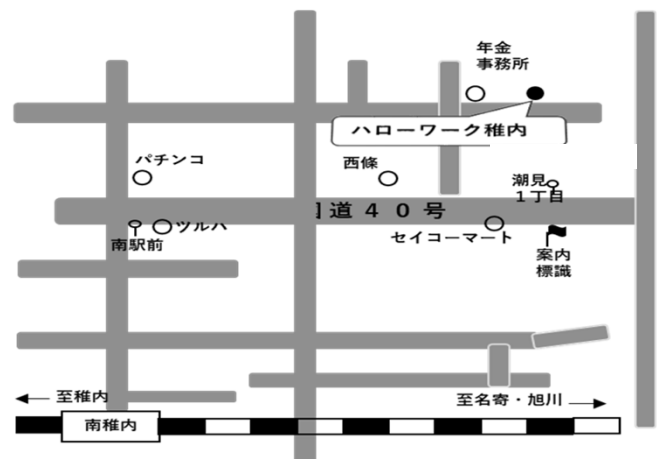 年金
事務所
ハローワーク稚内
パチンコ
西條
潮見
１丁目
国道４０号
ツルハ
南駅前
セイコーマート
案内
標識
至稚内
至名寄・旭川
南稚内